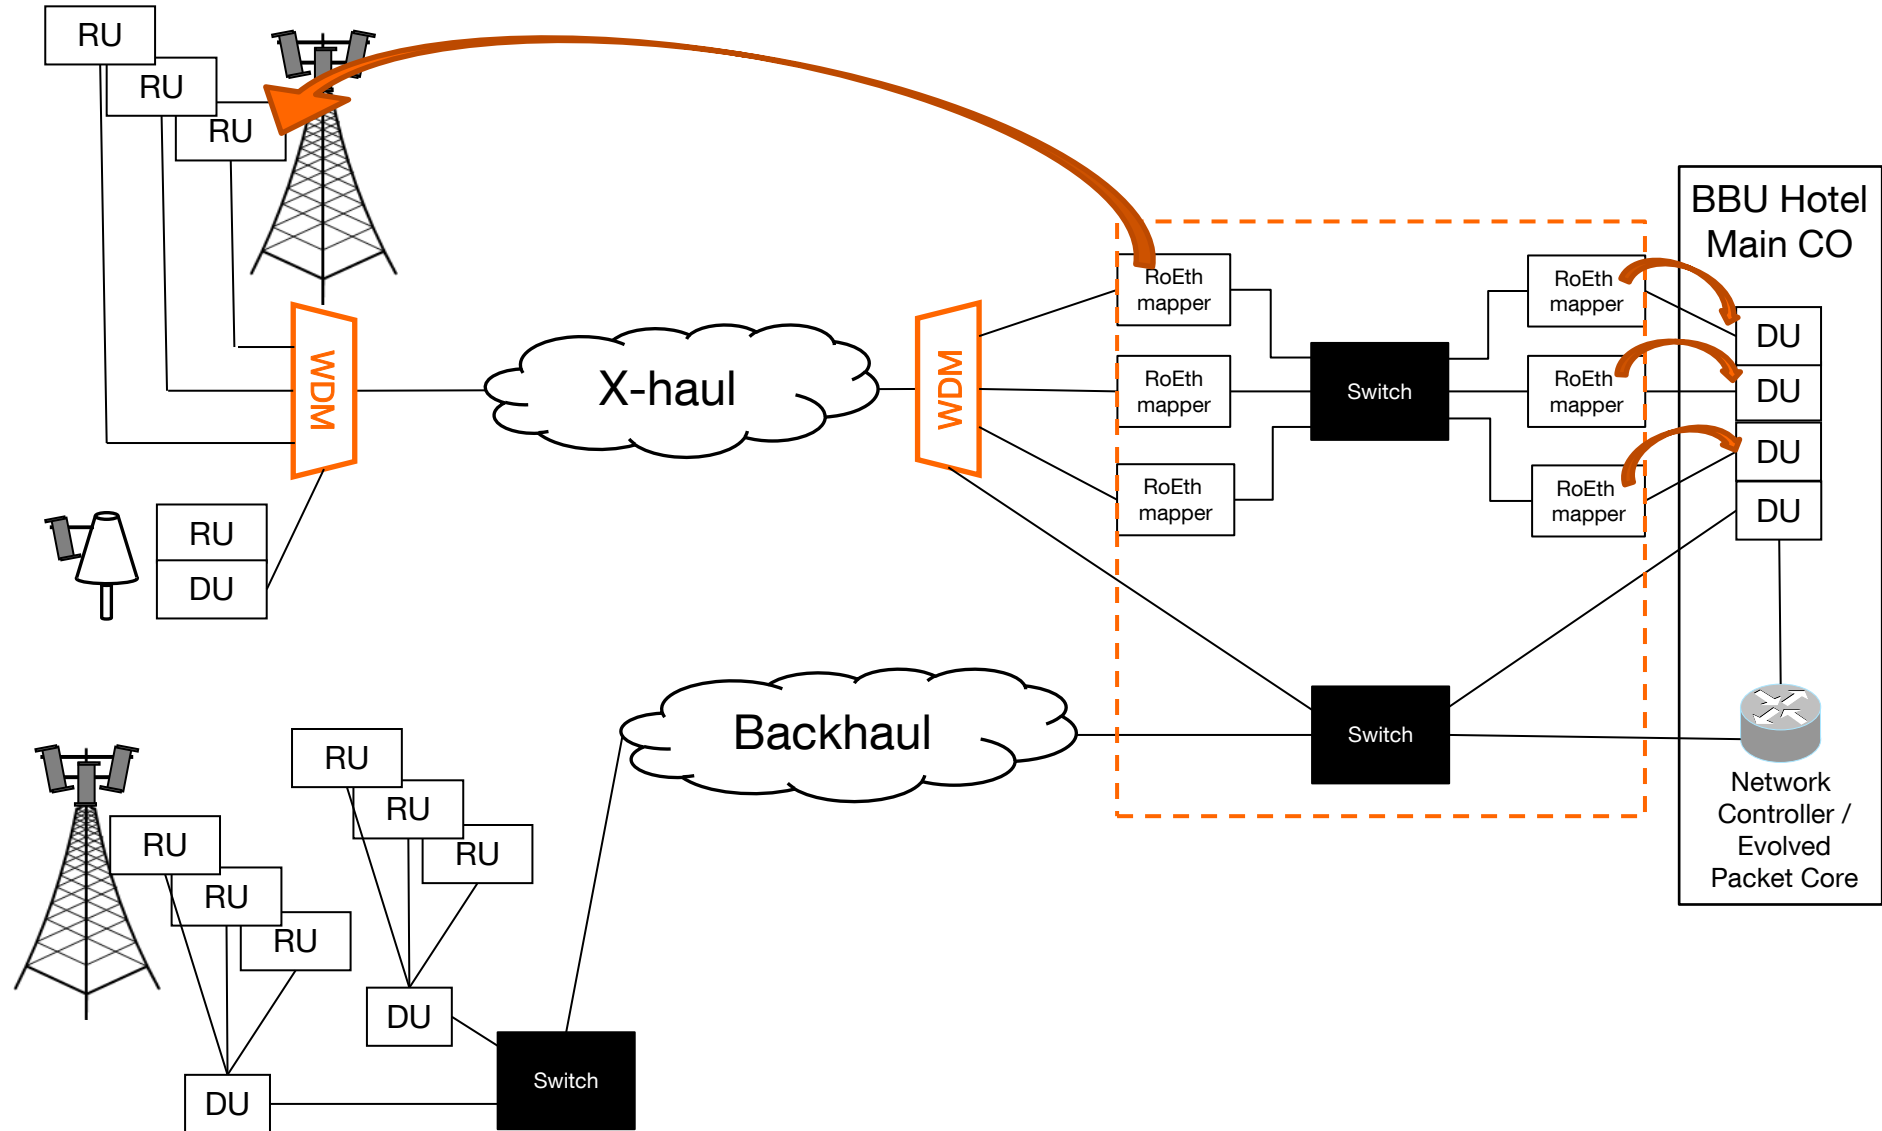 RU
RU
RU
BBU Hotel
Main CO
RoEth
mapper
RoEth
mapper
DU
WDM
X-haul
WDM
RoEth
mapper
Switch
RoEth
mapper
DU
DU
RoEth
mapper
RoEth
mapper
DU
RU
DU
Backhaul
Switch
RU
RU
RU
Network
Controller /
Evolved
Packet Core
RU
RU
RU
DU
Switch
DU